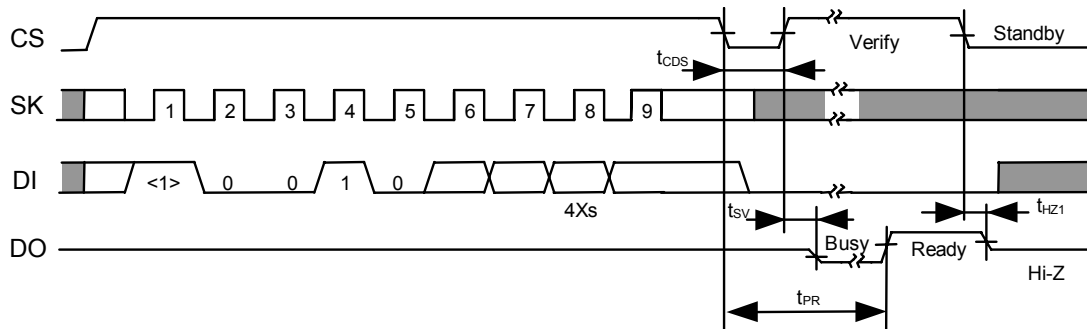 CS Verify Standby
tCDS
SK 1 2 3 4 5 6 7 8 9
DI <1> 0 0 1 0
4Xs
tSV tHZ1
DO Busy Ready Hi-Z
tPR